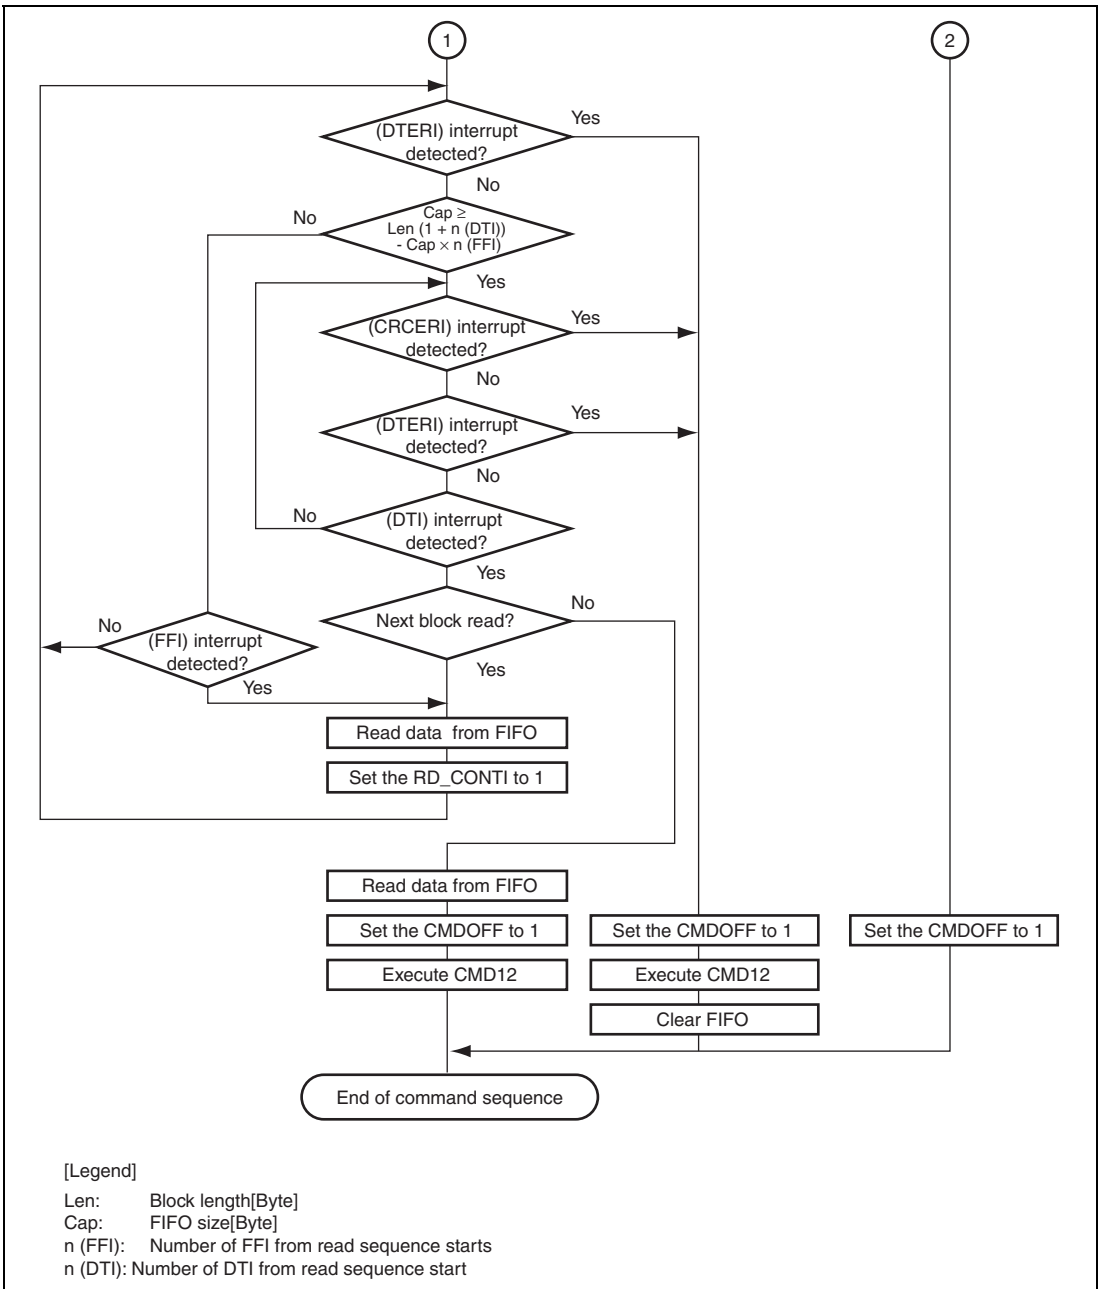 1
2
(DTERI) interrupt
detected?
Yes
No
Cap ≥
Len (1 + n (DTI))
- Cap × n (FFI)
No
Yes
(CRCERI) interrupt
detected?
Yes
No
(DTERI) interrupt
detected?
Yes
No
(DTI) interrupt
detected?
No
Yes
Next block read?
No
Yes
(FFI) interrupt
detected?
No
Yes
Read data from FIFO
Set the RD_CONTI to 1
Read data from FIFO
Set the CMDOFF to 1
Execute CMD12
Set the CMDOFF to 1
Execute CMD12
Clear FIFO
Set the CMDOFF to 1
End of command sequence
[Legend]
Len: Block length[Byte]
Cap: FIFO size[Byte]
n (FFI): Number of FFI from read sequence starts
n (DTI): Number of DTI from read sequence start